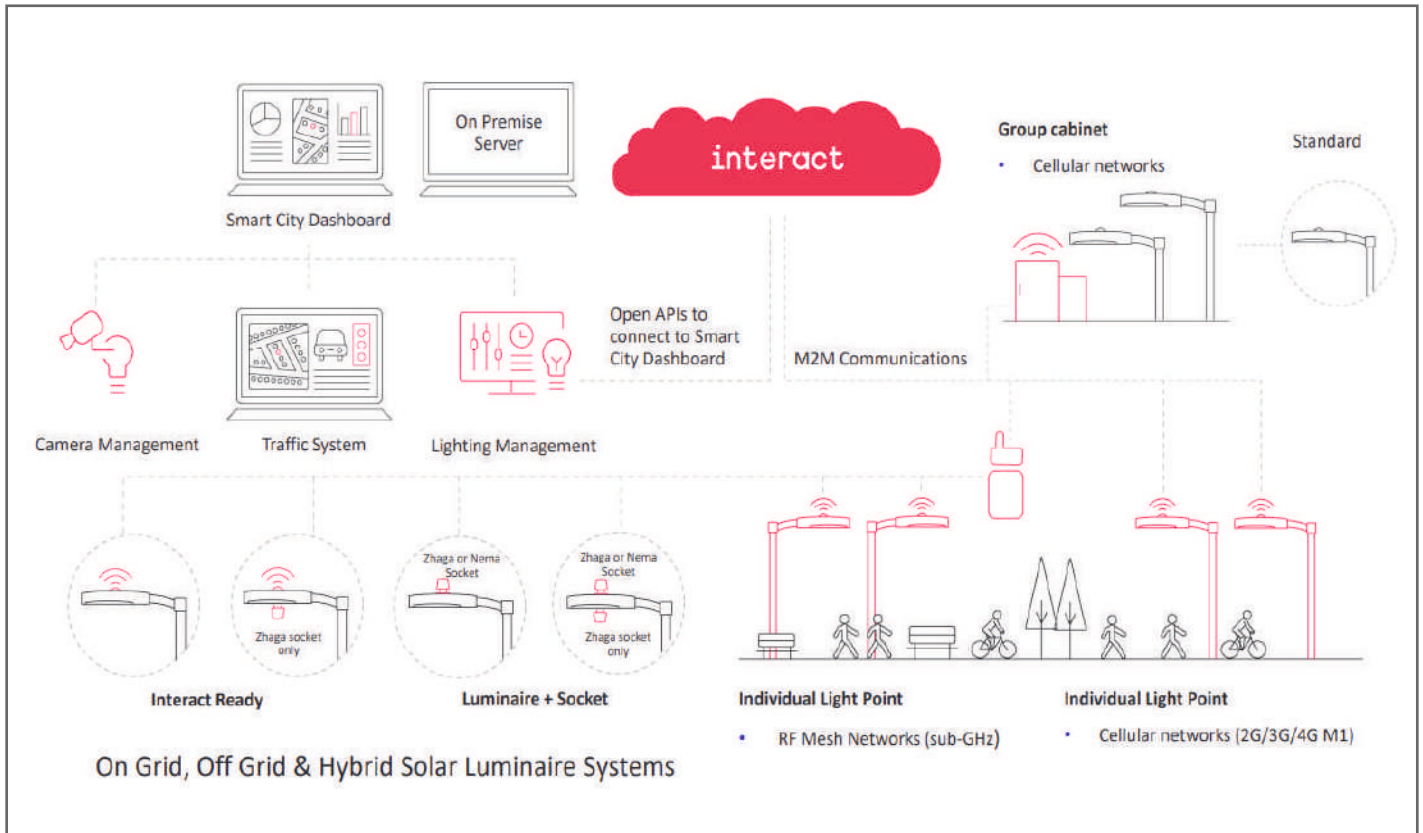 On Premise
Server
interact
Group cabinet
• Cellular networks
Standard
Smart City Dashboard
Open APIs to
connect to Smart
City Dashboard
M2M Communications
Camera Management
Traffic System
Lighting Management
Zhaga socket
only
Zhaga or Nema
Socket
Zhaga or Nema
Socket
Zhaga socket
only
Interact Ready
Luminaire + Socket
Individual Light Point
• RF Mesh Networks (sub-GHz)
Individual Light Point
• Cellular networks (2G/3G/4G M1)
On Grid, Off Grid & Hybrid Solar Luminaire Systems